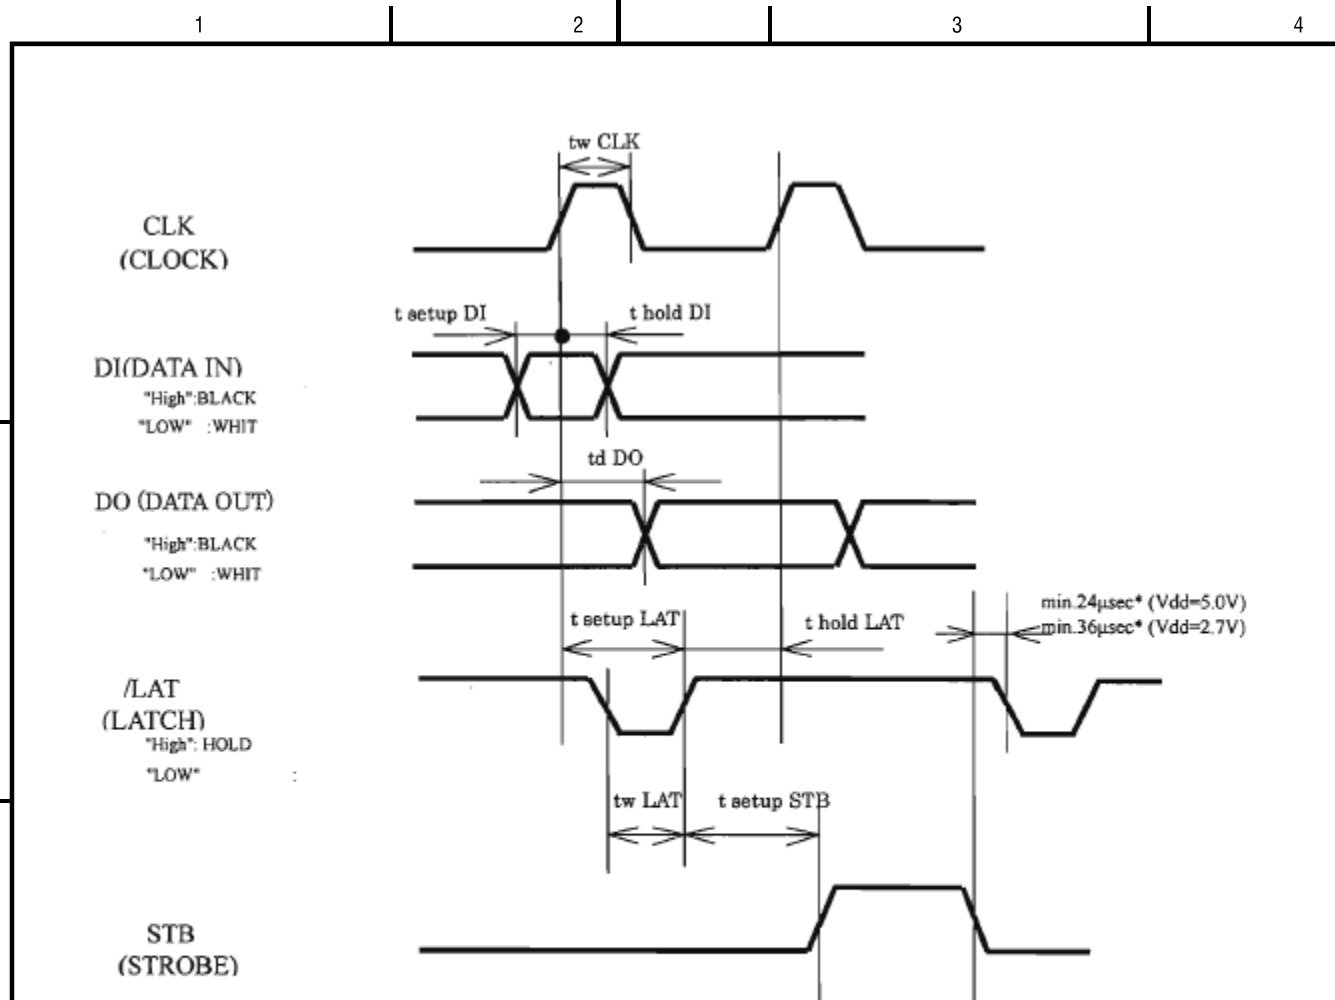 1 2 3 4
tw CLK
CLK
(CLOCK)
t setup DI t hold DI
DI(DATA IN)
"High":BLACK
"LOW" :WHIT
td DO
DO (DATA OUT)
"High":BLACK
"LOW" :WHIT
min.24μsec* (Vdd=5.0V)
t setup LAT t hold LAT min.36μsec* (Vdd=2.7V)
/LAT
(LATCH)
"High": HOLD
"LOW" :
tw LAT t setup STB
STB
(STROBE)